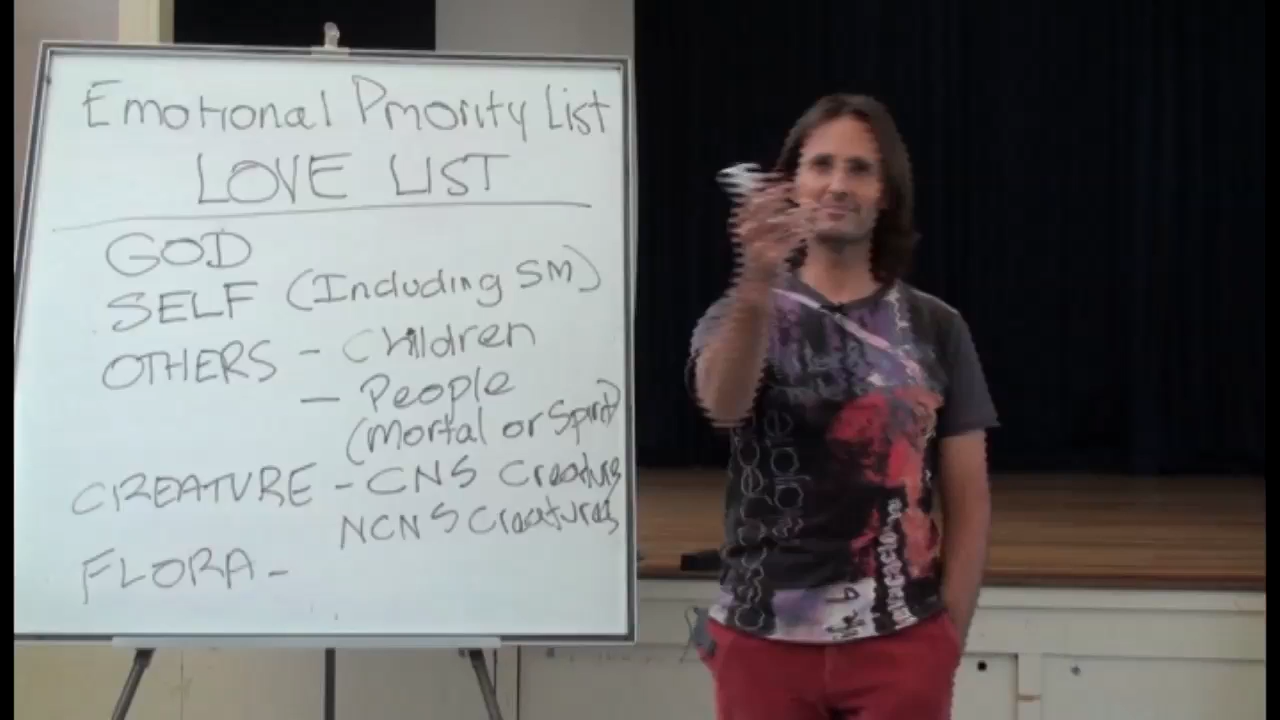 Emotional Priority List
LOVE LIST
GOD
SELF (Including SM)
OTHERS - Children
- People
(Mortal or Spirit)
CREATURE - CNS Creatures
NCNS Creatures
FLORA -